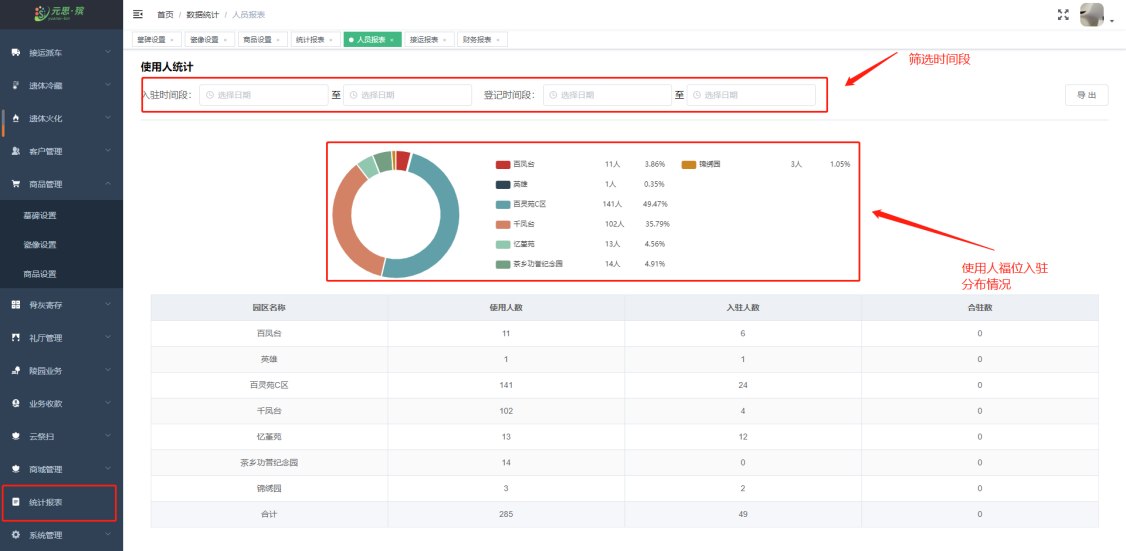 元思·殡
首页 / 数据统计 / 人员报表
墓碑设置 × 瓷像设置 × 商品设置 × 统计报表 × 人员报表 × 接运报表 × 财务报表 ×
接运派车
遗体冷藏
遗体火化
客户管理
商品管理
墓碑设置
瓷像设置
商品设置
骨灰寄存
礼厅管理
陵园业务
业务收款
云祭扫
商城管理
统计报表
系统管理
使用人统计
筛选时间段
入驻时间段: 选择日期 至 选择日期 登记时间段: 选择日期 至 选择日期 导出
百凤台 11人 3.86% 锦绣园 3人 1.05%
英雄 1人 0.35%
百灵苑C区 141人 49.47%
千凤台 102人 35.79%
忆堇苑 13人 4.56%
茶乡功誉纪念园 14人 4.91%
使用人福位入驻
分布情况
园区名称 使用人数 入驻人数 合驻数
百凤台 11 6 0
英雄 1 1 0
百灵苑C区 141 24 0
千凤台 102 4 0
忆堇苑 13 12 0
茶乡功誉纪念园 14 0 0
锦绣园 3 2 0
合计 285 49 0